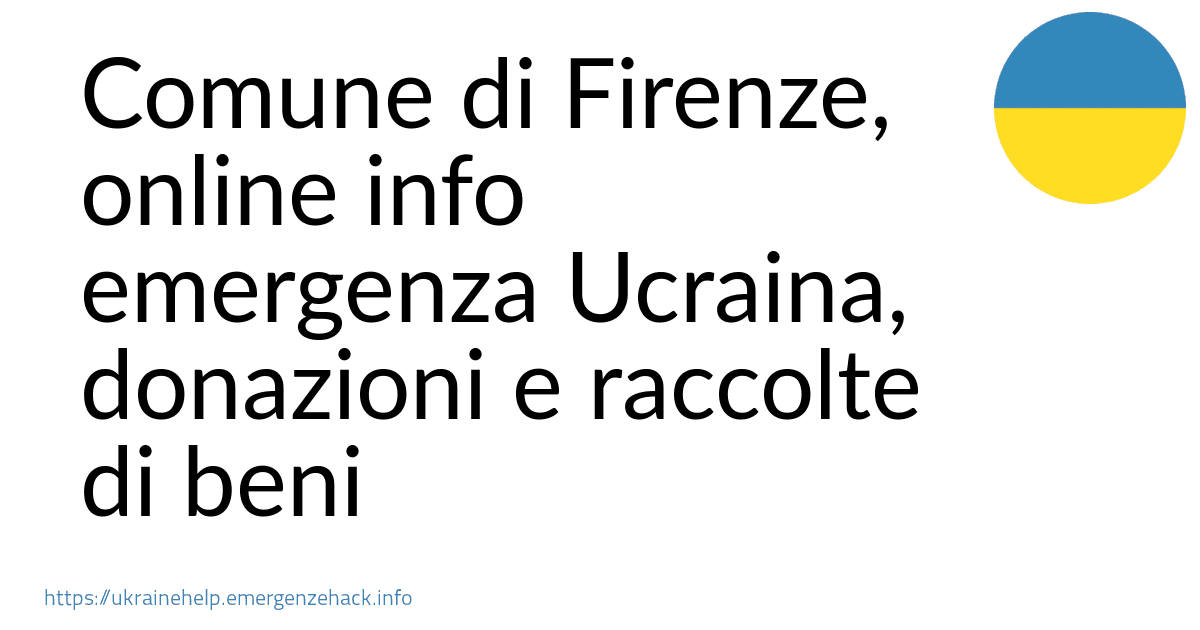 Comune di Firenze,
online info
emergenza Ucraina,
donazioni e raccolte
di beni
https://ukrainehelp.emergenzehack.info